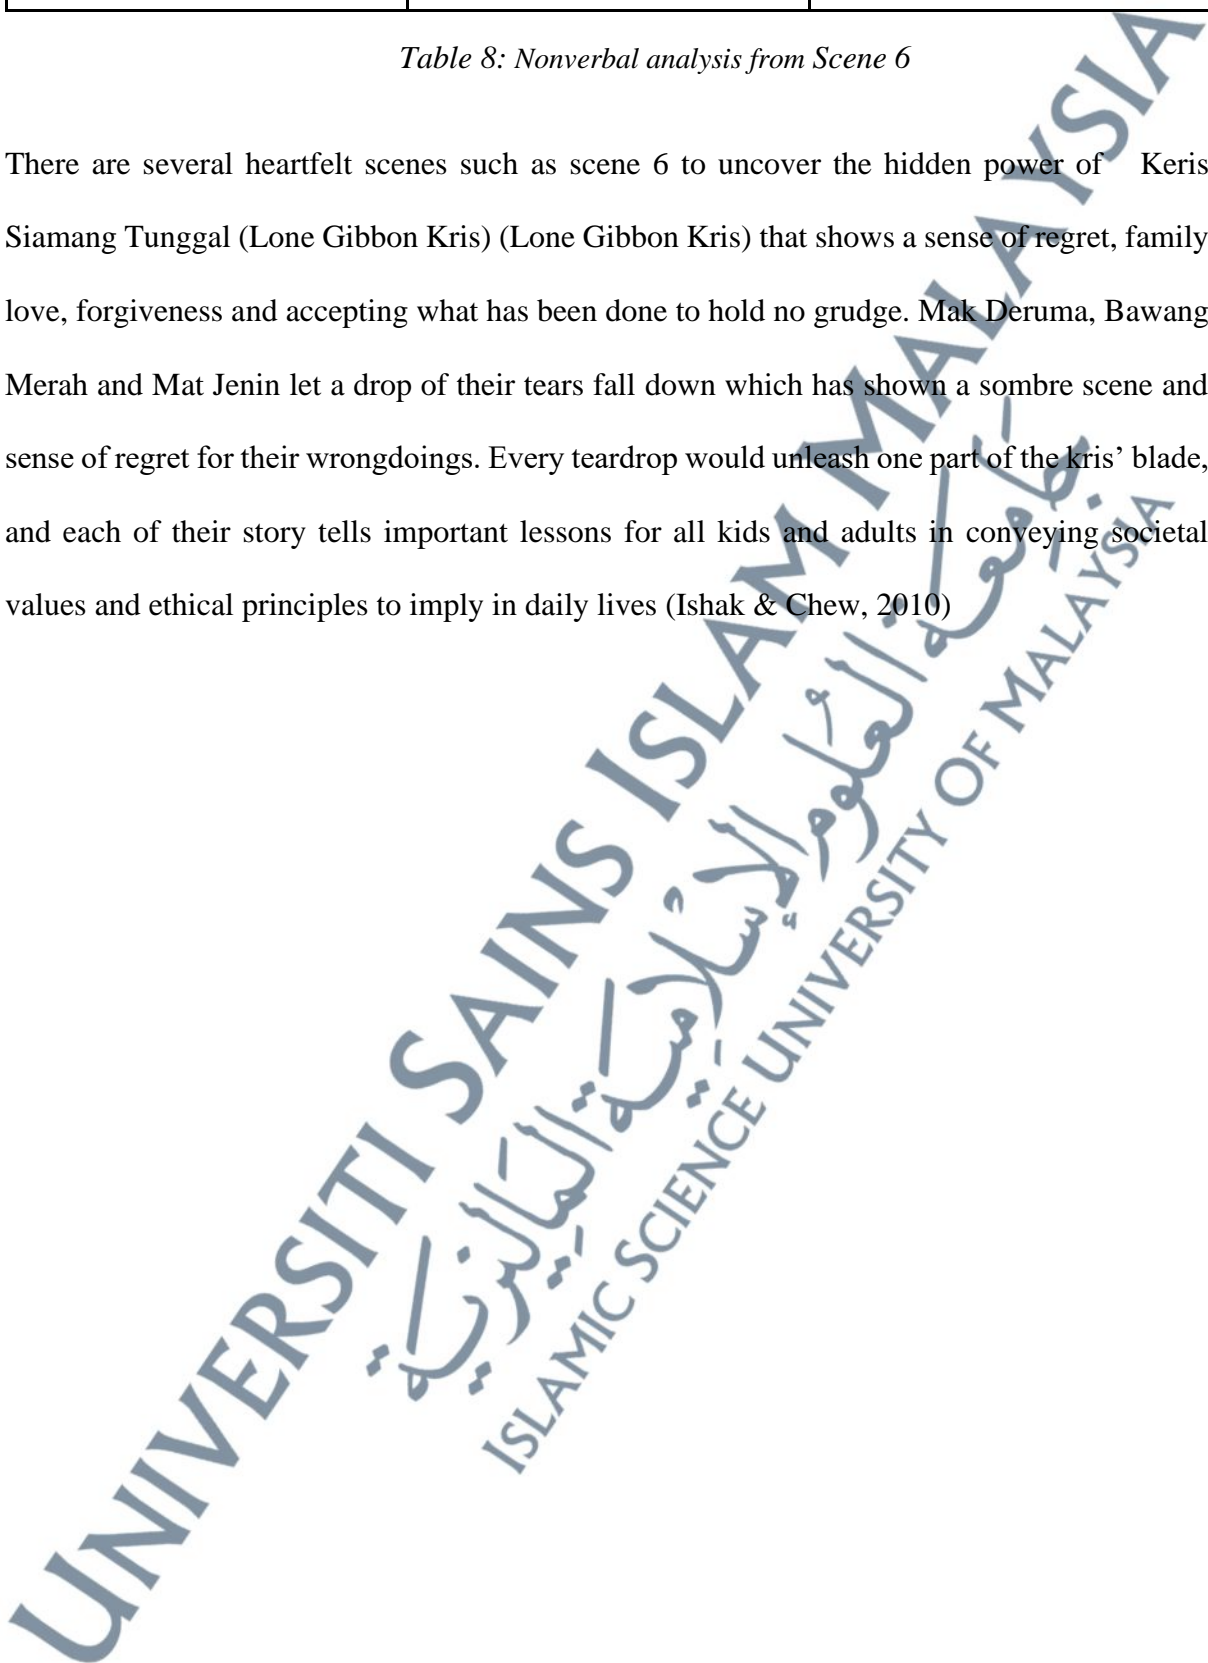 Table 8: Nonverbal analysis from Scene 6
There are several heartfelt scenes such as scene 6 to uncover the hidden power of Keris
Siamang Tunggal (Lone Gibbon Kris) (Lone Gibbon Kris) that shows a sense of regret, family
love, forgiveness and accepting what has been done to hold no grudge. Mak Deruma, Bawang
Merah and Mat Jenin let a drop of their tears fall down which has shown a sombre scene and
sense of regret for their wrongdoings. Every teardrop would unleash one part of the kris’ blade,
and each of their story tells important lessons for all kids and adults in conveying societal
values and ethical principles to imply in daily lives (Ishak & Chew, 2010)
UNIVERSITI SAINS ISLAM MALAYSIA
جامعة العلوم الإسلامية الماليزية
ISLAMIC SCIENCE UNIVERSITY OF MALAYSIA